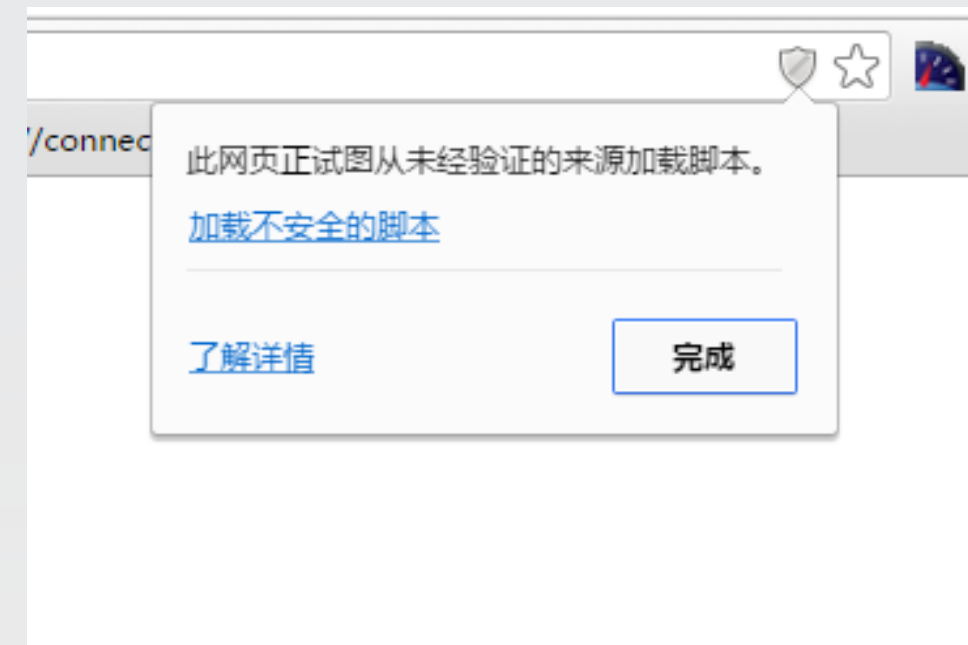 //connec
此网页正试图从未经验证的来源加载脚本。
加载不安全的脚本
了解详情
完成